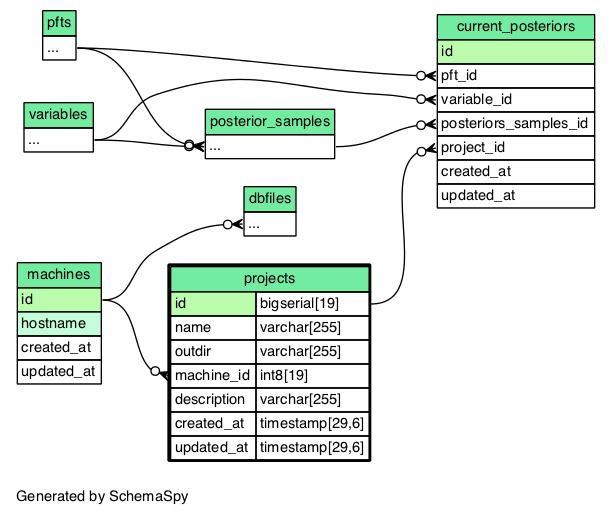 pfts
...
variables
...
posterior_samples
...
current_posteriors
id
pft_id
variable_id
posteriors_samples_id
project_id
created_at
updated_at
dbfiles
...
machines
id
hostname
created_at
updated_at
projects
id bigserial[19]
name varchar[255]
outdir varchar[255]
machine_id int8[19]
description varchar[255]
created_at timestamp[29,6]
updated_at timestamp[29,6]
Generated by SchemaSpy